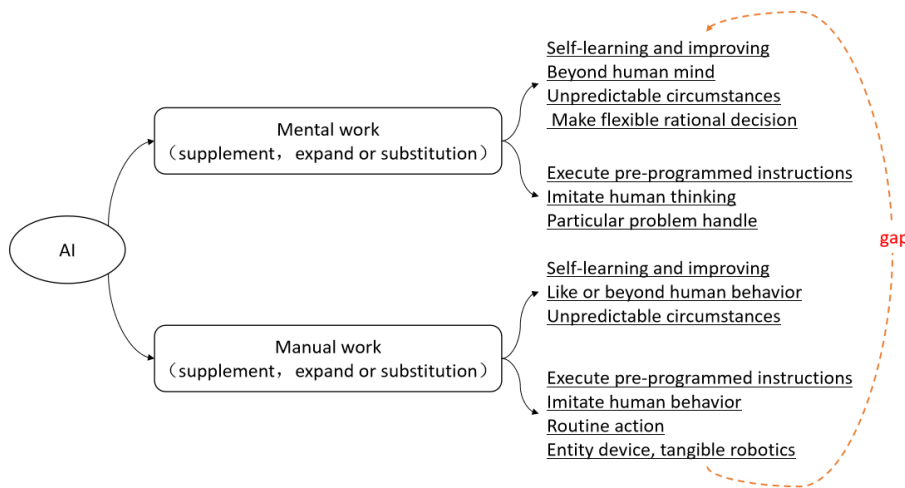 AI
Mental work
（supplement，expand or substitution）
Manual work
（supplement，expand or substitution）
Self-learning and improving
Beyond human mind
Unpredictable circumstances
Make flexible rational decision
Execute pre-programmed instructions
Imitate human thinking
Particular problem handle
Self-learning and improving
Like or beyond human behavior
Unpredictable circumstances
Execute pre-programmed instructions
Imitate human behavior
Routine action
Entity device, tangible robotics
gap